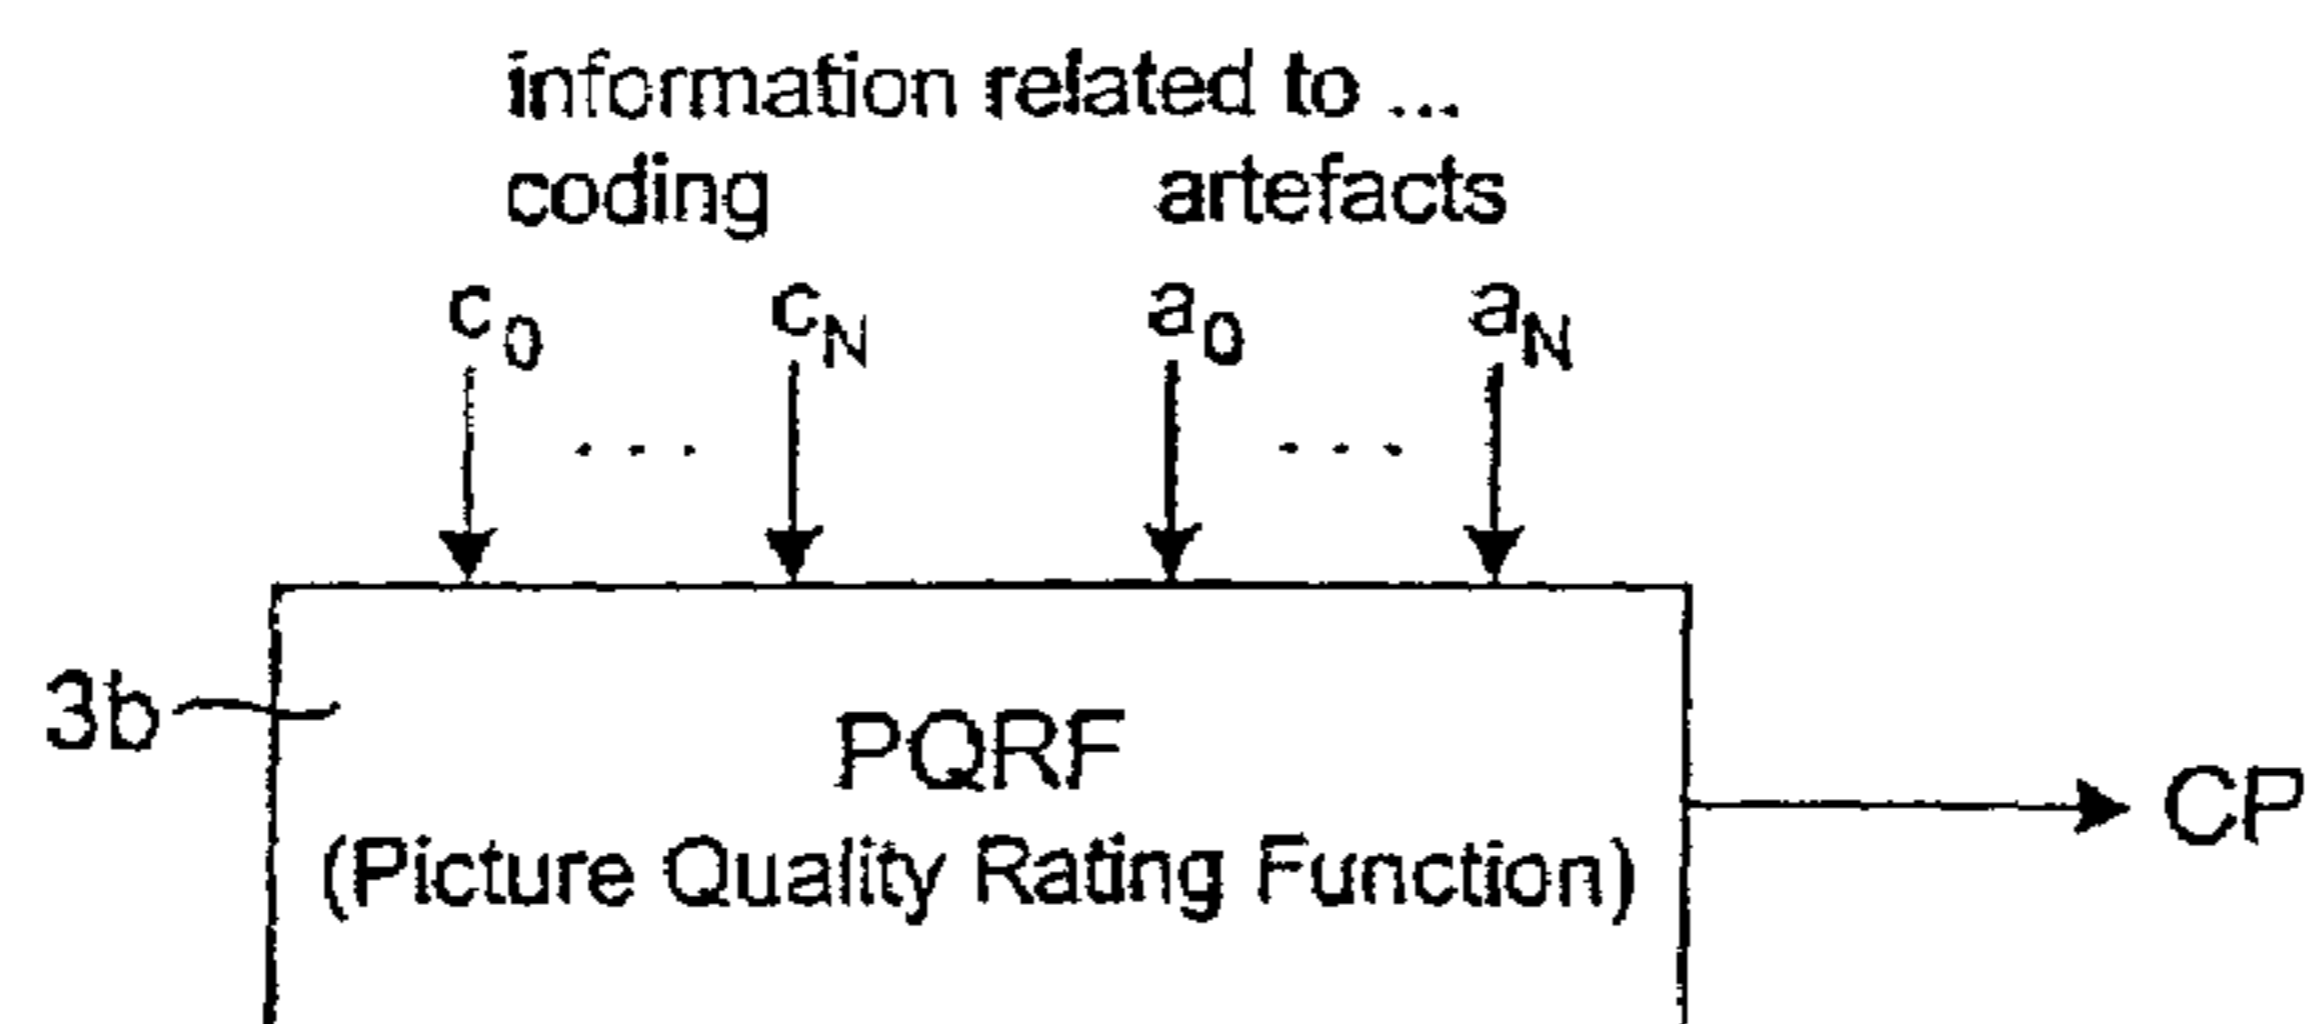 information related to ...
coding artefacts
c0 ... cN a0 ... aN
3b
PQRF
(Picture Quality Rating Function)
CP